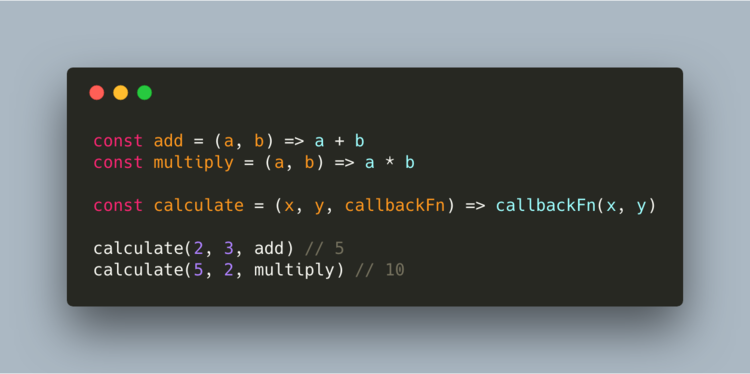 const add = (a, b) => a + b
const multiply = (a, b) => a * b
const calculate = (x, y, callbackFn) => callbackFn(x, y)
calculate(2, 3, add) // 5
calculate(5, 2, multiply) // 10